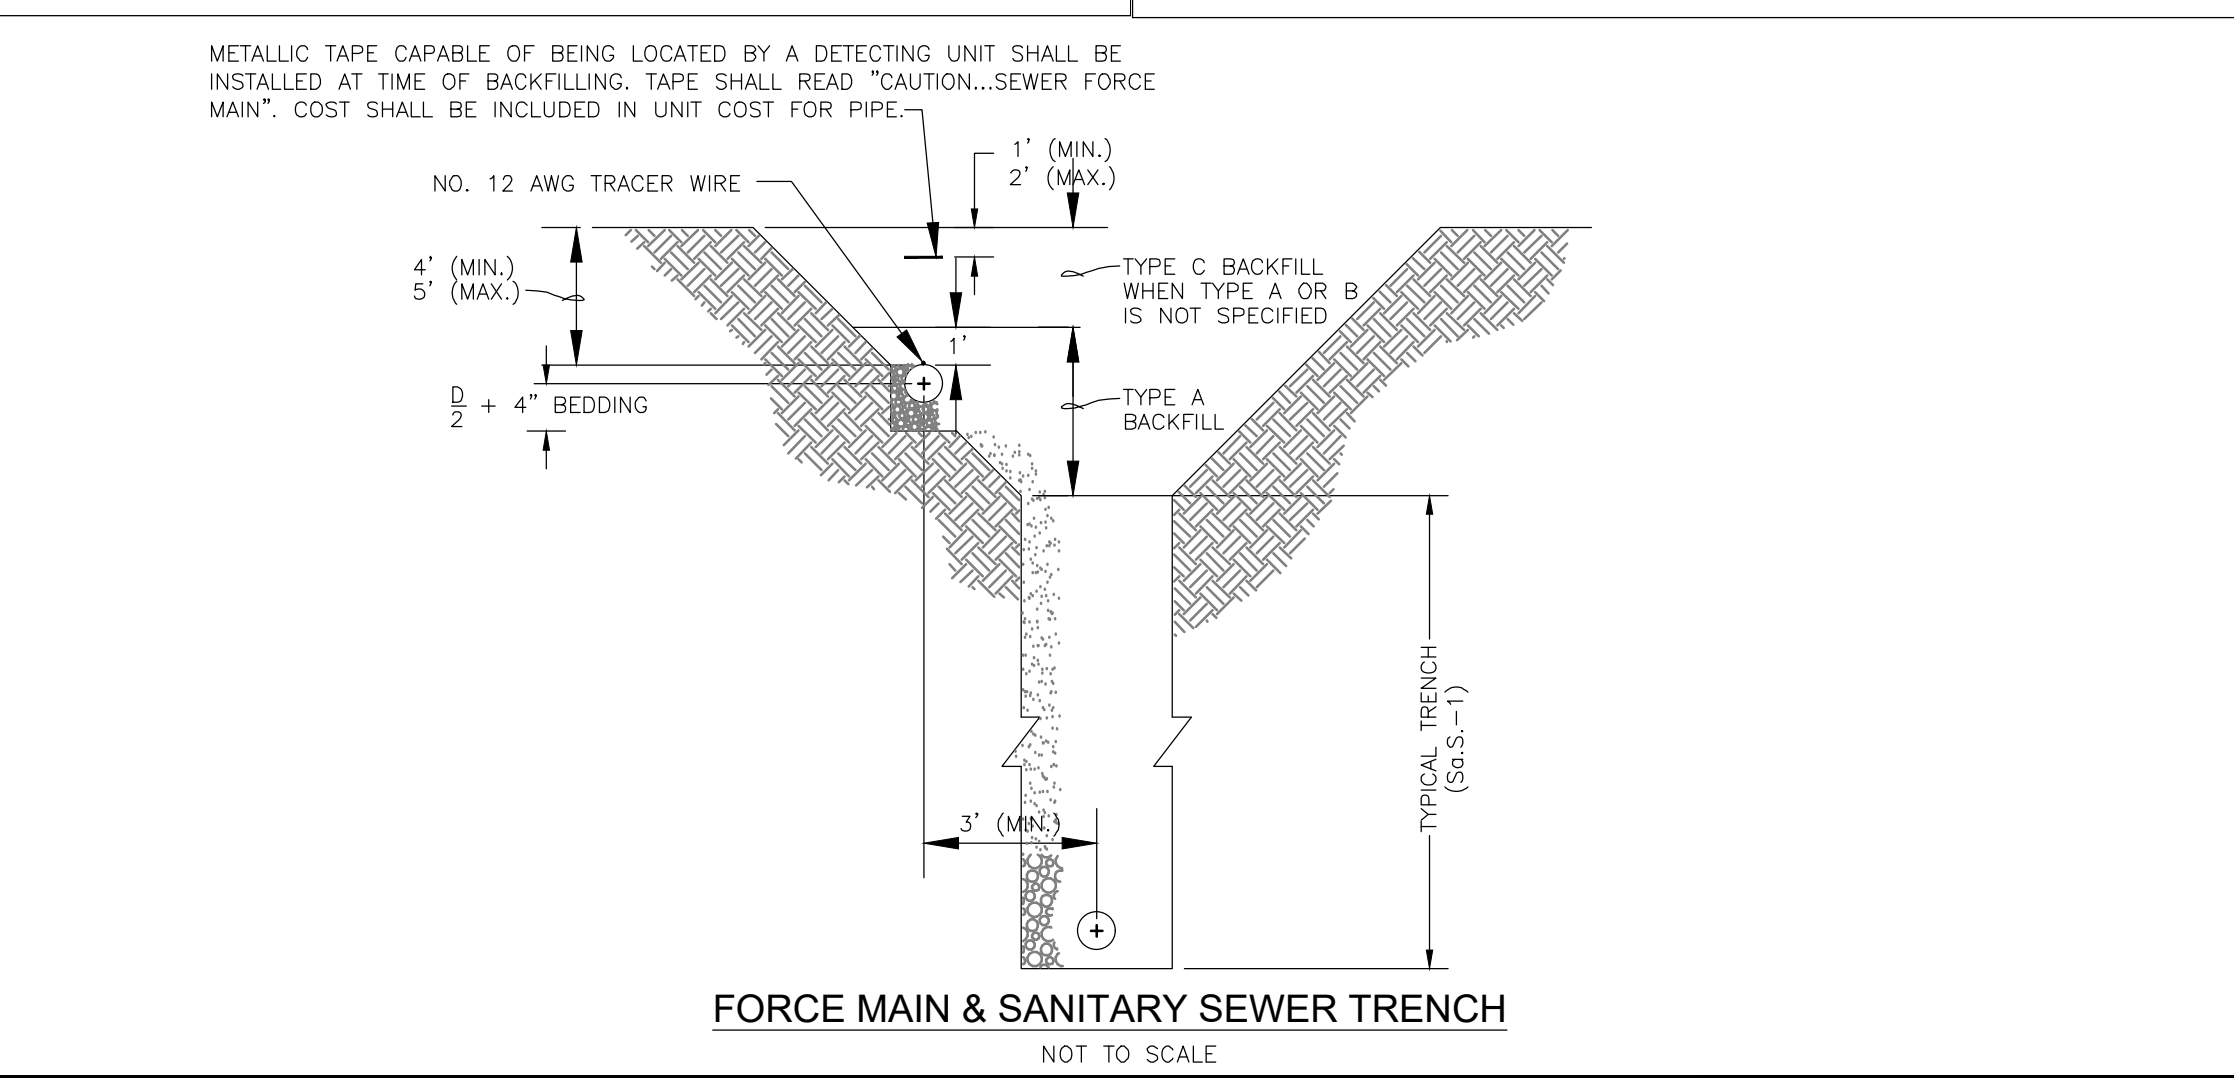 METALLIC TAPE CAPABLE OF BEING LOCATED BY A DETECTING UNIT SHALL BE
INSTALLED AT TIME OF BACKFILLING. TAPE SHALL READ "CAUTION...SEWER FORCE
MAIN". COST SHALL BE INCLUDED IN UNIT COST FOR PIPE.
1' (MIN.)
2' (MAX.)
NO. 12 AWG TRACER WIRE
4' (MIN.)
5' (MAX.)
TYPE C BACKFILL
WHEN TYPE A OR B
IS NOT SPECIFIED
1'
D
2
+ 4" BEDDING
TYPE A
BACKFILL
TYPICAL TRENCH
(Sa.S.-1)
3' (MIN.)
FORCE MAIN & SANITARY SEWER TRENCH
NOT TO SCALE